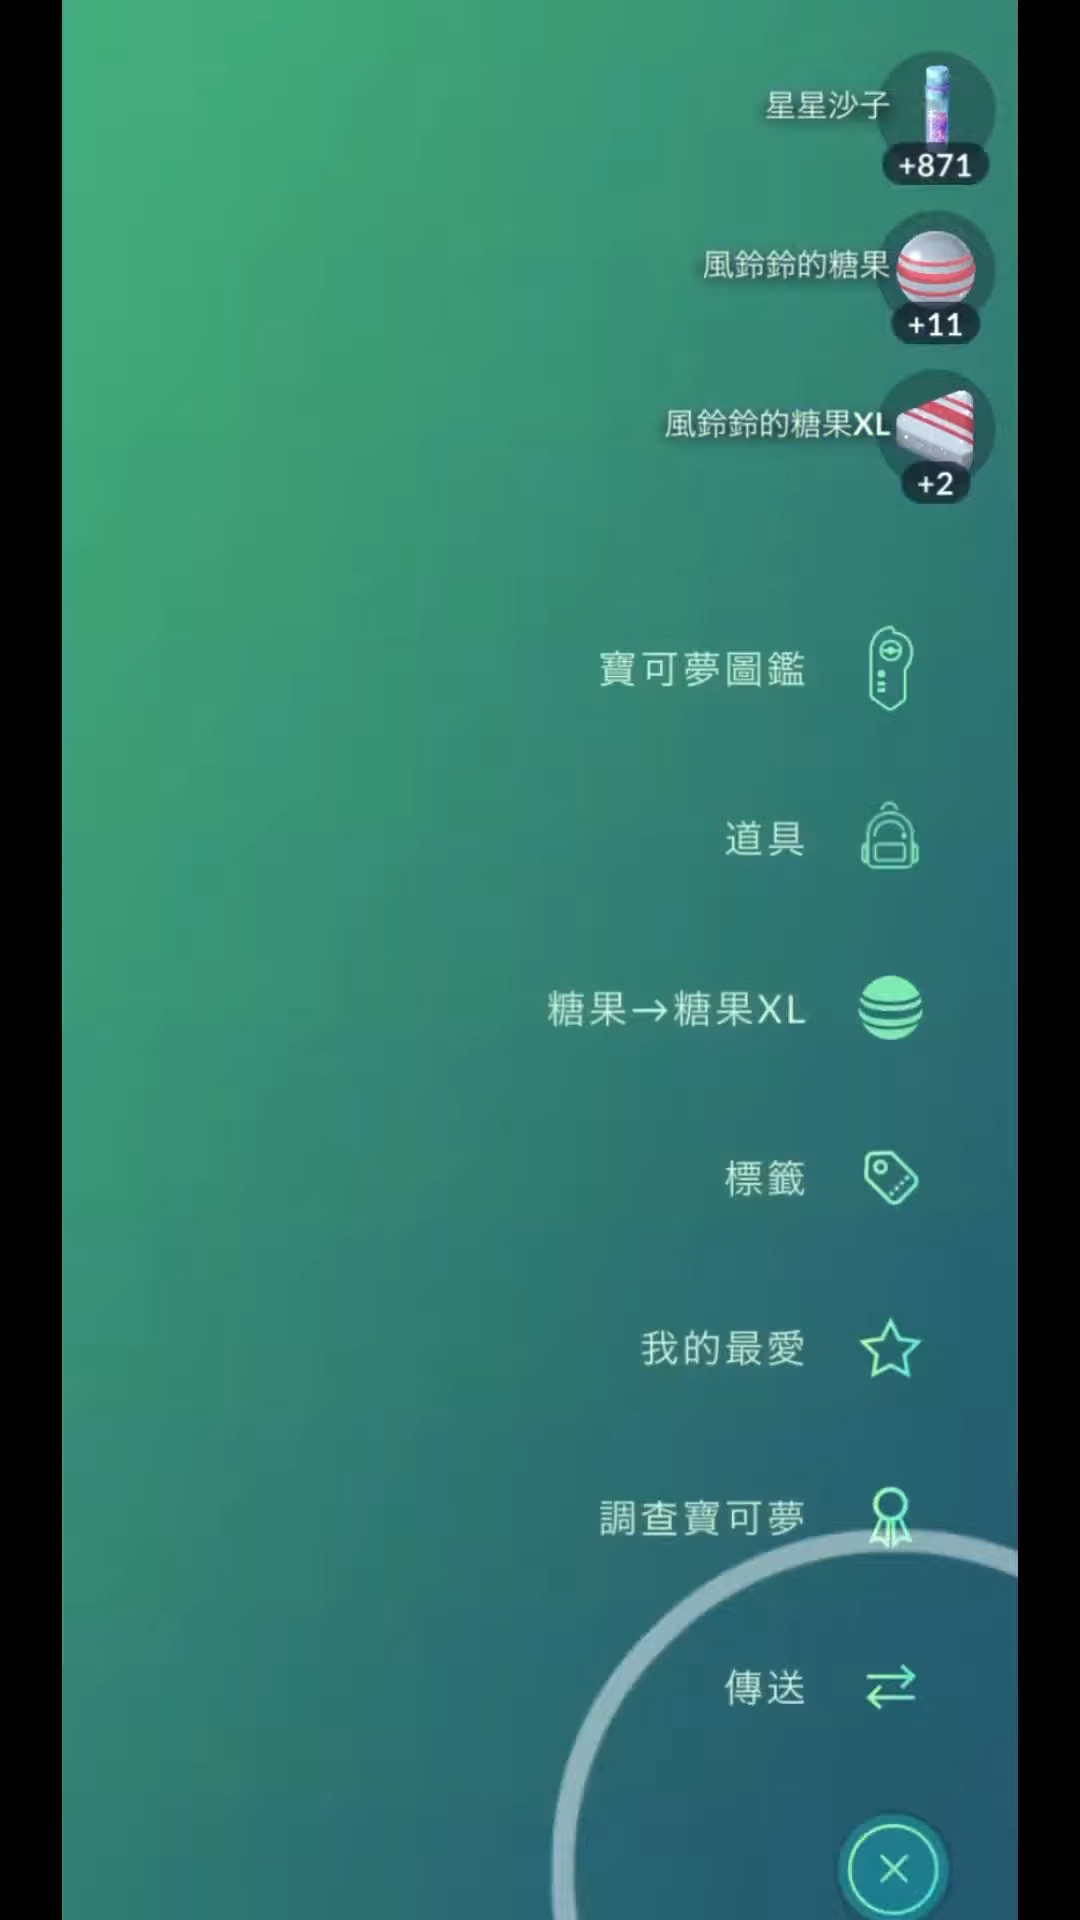 星星沙子
+871
風鈴鈴的糖果
+11
風鈴鈴的糖果XL
+2
寶可夢圖鑑
道具
糖果→糖果XL
標籤
我的最愛
調查寶可夢
傳送